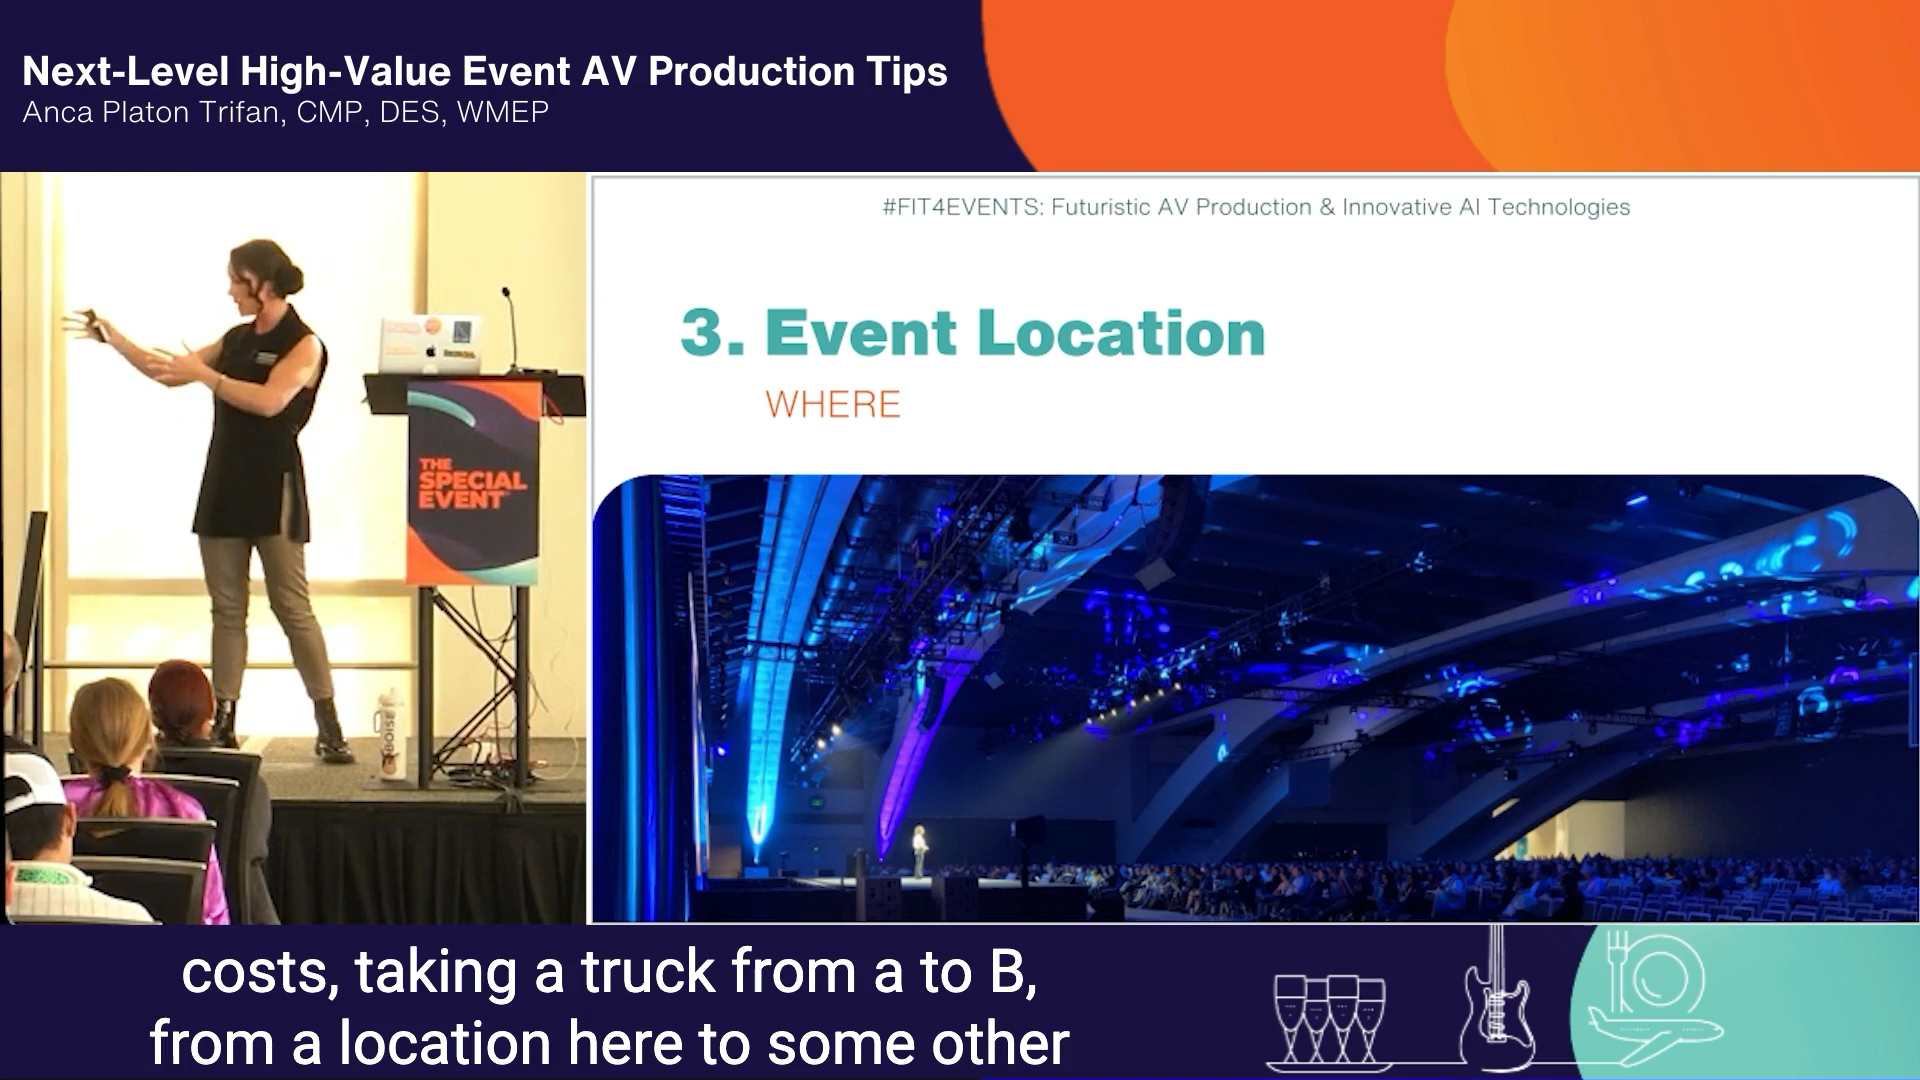 Next-Level High-Value Event AV Production Tips
Anca Platon Trifan, CMP, DES, WMEP
#FIT4EVENTS: Futuristic AV Production & Innovative AI Technologies
3. Event Location
WHERE
THE
SPECIAL
EVENT
BOISE
costs, taking a truck from a to B,
from a location here to some other